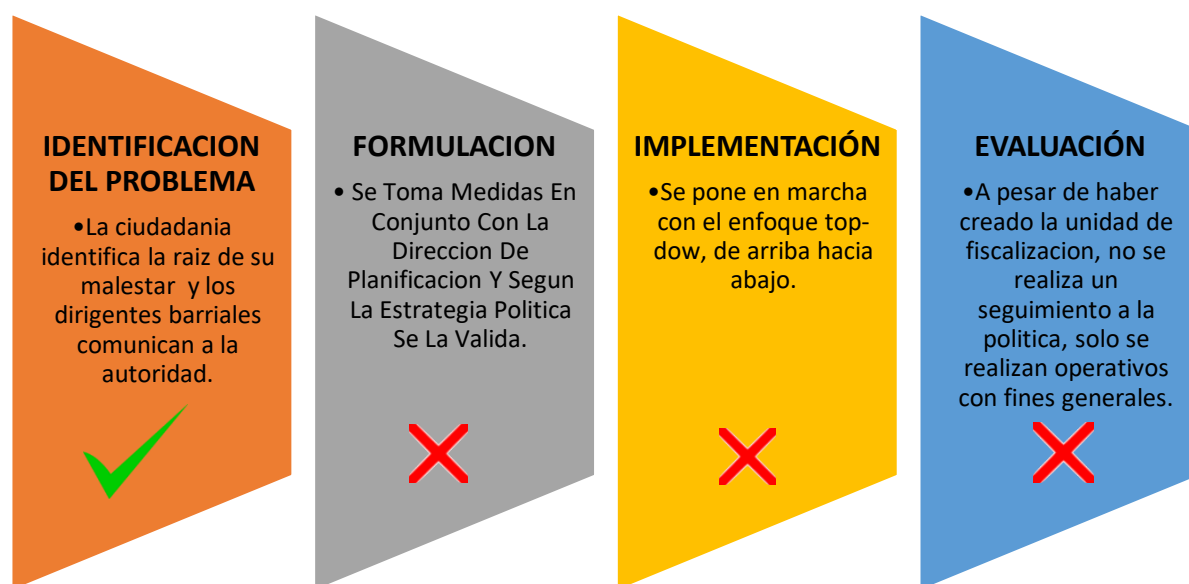 IDENTIFICACION
DEL PROBLEMA
•La ciudadania
identifica la raiz de su
malestar y los
dirigentes barriales
comunican a la
autoridad.
FORMULACION
• Se Toma Medidas En
Conjunto Con La
Direccion De
Planificacion Y Segun
La Estrategia Politica
Se La Valida.
IMPLEMENTACIÓN
•Se pone en marcha
con el enfoque top-
dow, de arriba hacia
abajo.
EVALUACIÓN
•A pesar de haber
creado la unidad de
fiscalizacion, no se
realiza un
seguimiento a la
politica, solo se
realizan operativos
con fines generales.